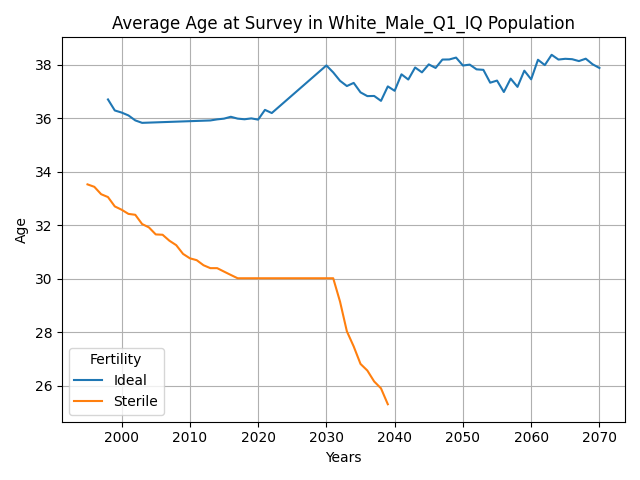 Average Age at Survey in White_Male_Q1_IQ Population
Age
38
36
34
32
30
28
26
Fertility
Ideal
Sterile
2000 2010 2020 2030 2040 2050 2060 2070
Years